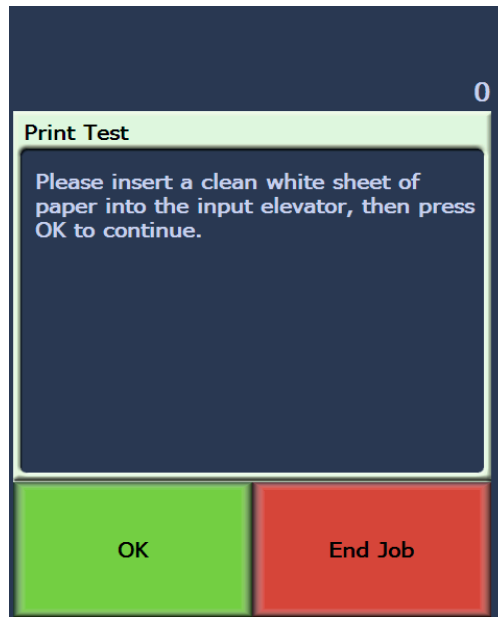 0
Print Test
Please insert a clean white sheet of
paper into the input elevator, then press
OK to continue.
OK
End Job